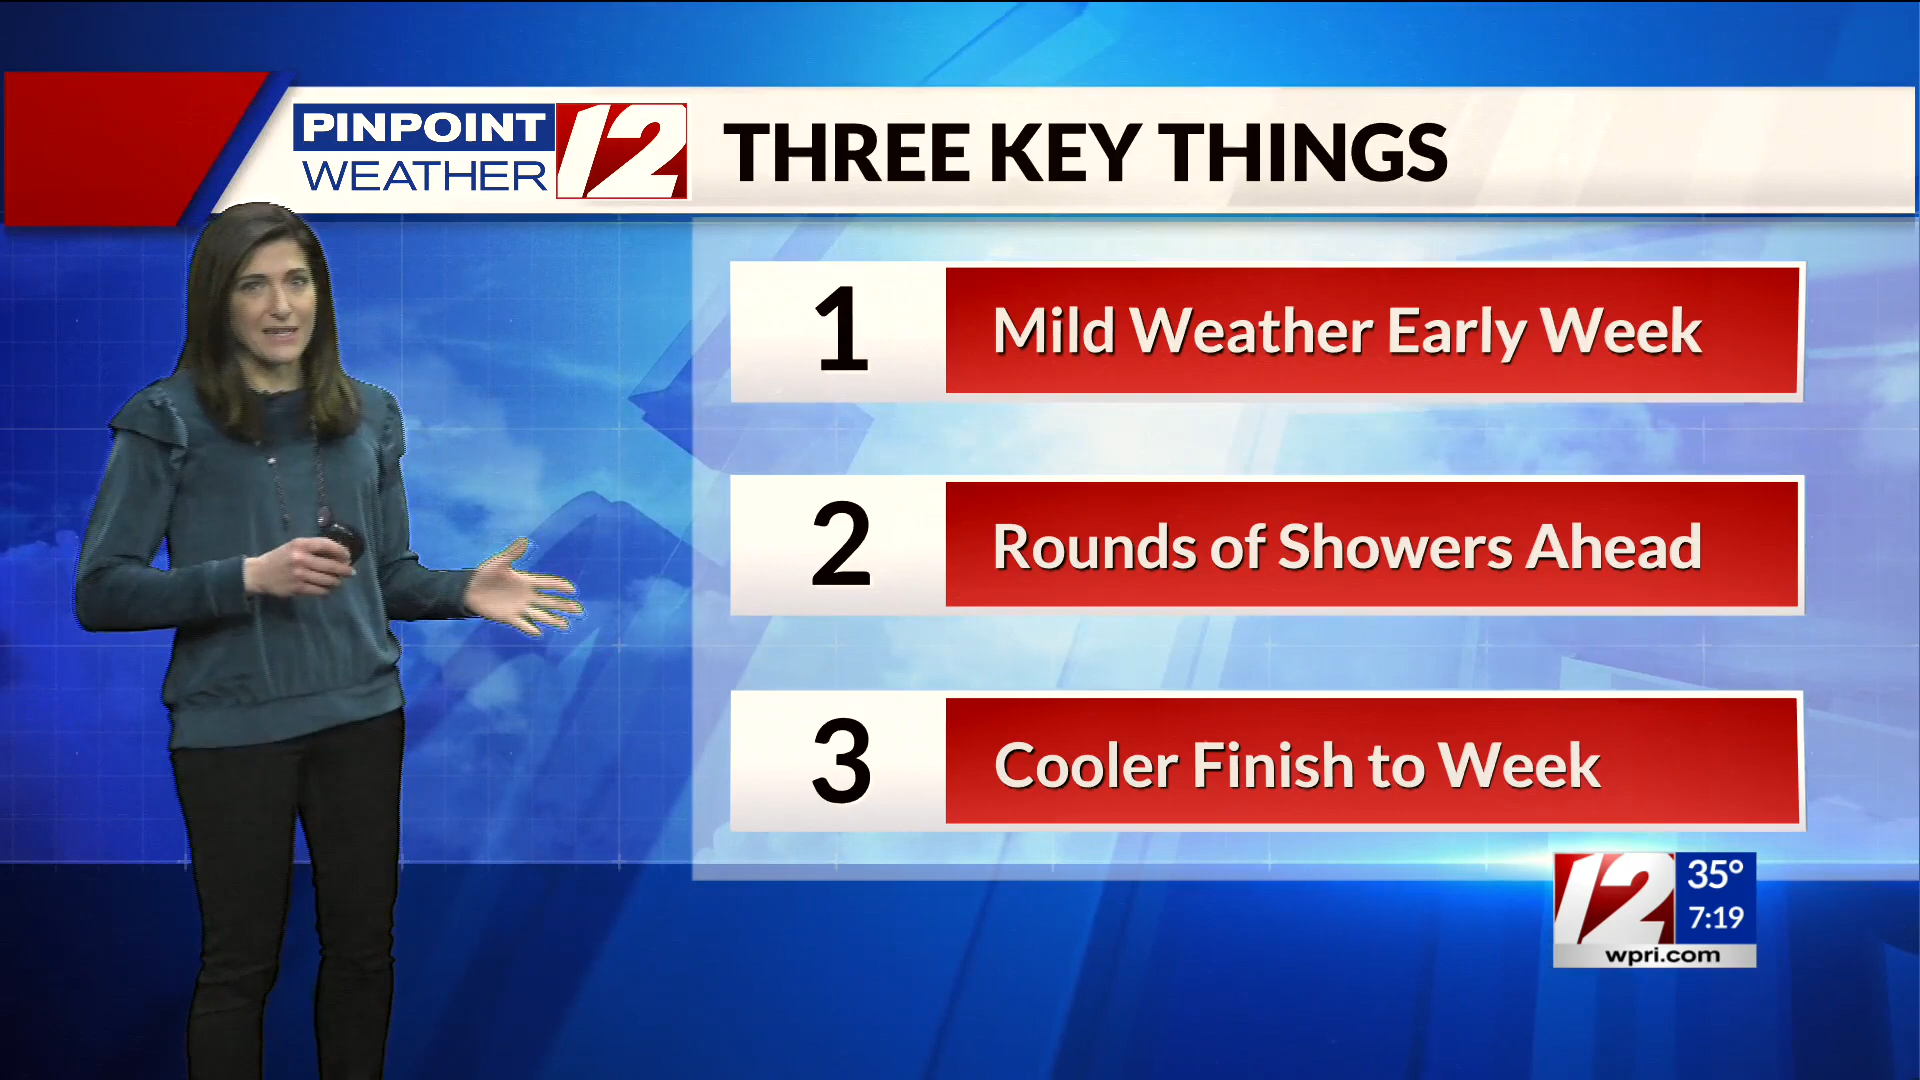 PINPOINT
WEATHER
12
THREE KEY THINGS
1
Mild Weather Early Week
2
Rounds of Showers Ahead
3
Cooler Finish to Week
12
35°
7:19
wpri.com